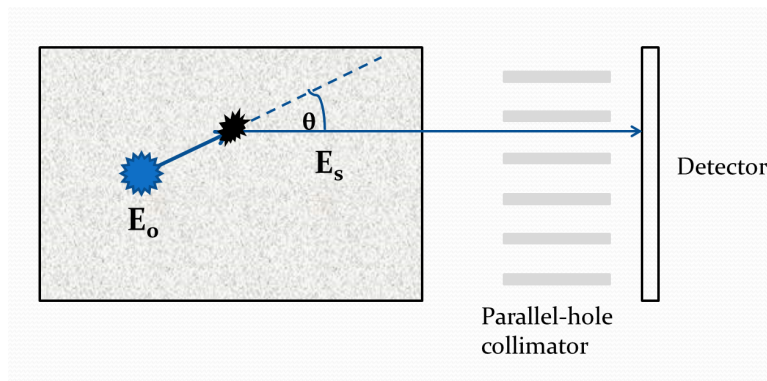 θ
Eₛ
Eₒ
Detector
Parallel-hole
collimator